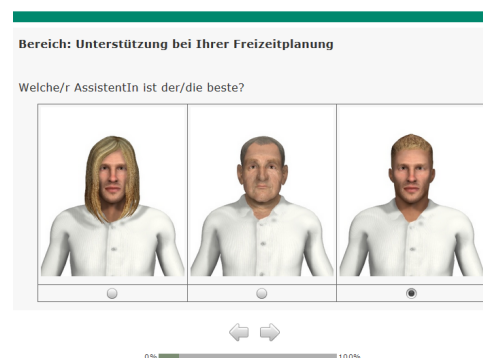 Bereich: Unterstützung bei Ihrer Freizeitplanung
Welche/r AssistentIn ist der/die beste?
0% 100%